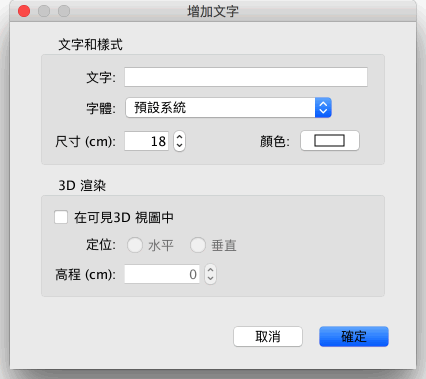 增加文字
文字和樣式
文字:
字體: 預設系統
尺寸 (cm): 18 顏色:
3D 渲染
在可見3D 視圖中
定位: 水平 垂直
高程 (cm): 0
取消 確定